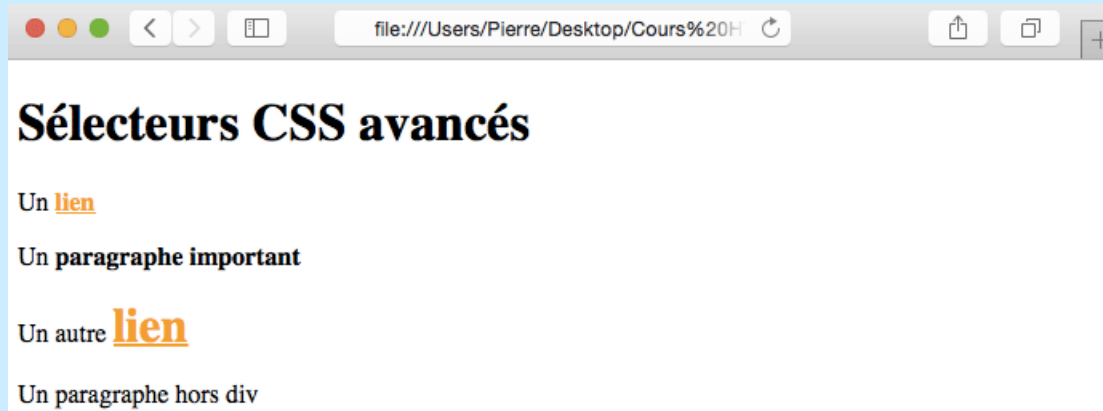 file:///Users/Pierre/Desktop/Cours%20H
Sélecteurs CSS avancés
Un lien
Un paragraphe important
Un autre lien
Un paragraphe hors div